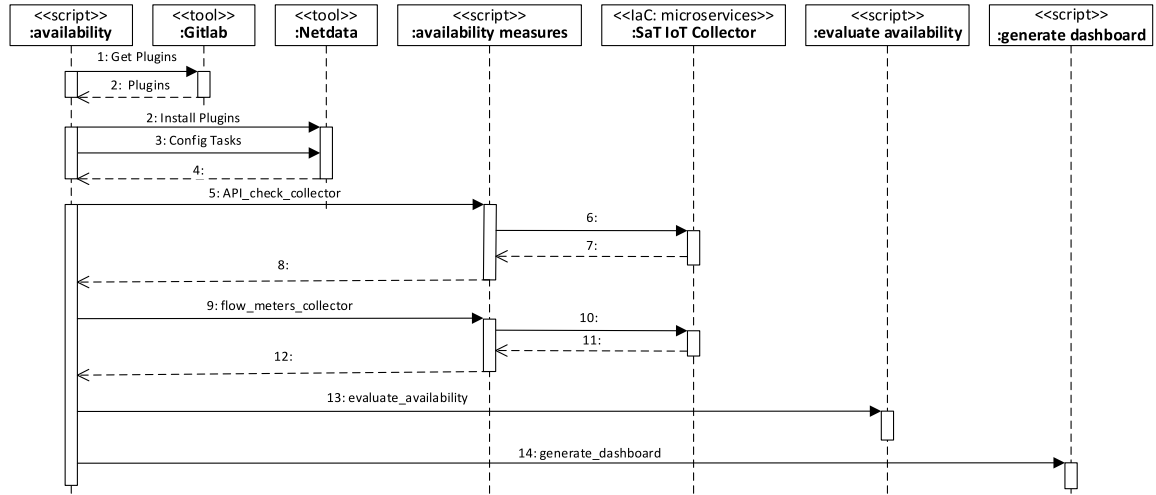 <<script>>
:availability
<<tool>>
:Gitlab
<<tool>>
:Netdata
<<script>>
:availability measures
<<IaC: microservices>>
:SaT IoT Collector
<<script>>
:evaluate availability
<<script>>
:generate dashboard
1: Get Plugins
2: Plugins
2: Install Plugins
3: Config Tasks
4:
5: API_check_collector
6:
7:
8:
9: flow_meters_collector
10:
11:
12:
13: evaluate_availability
14: generate_dashboard